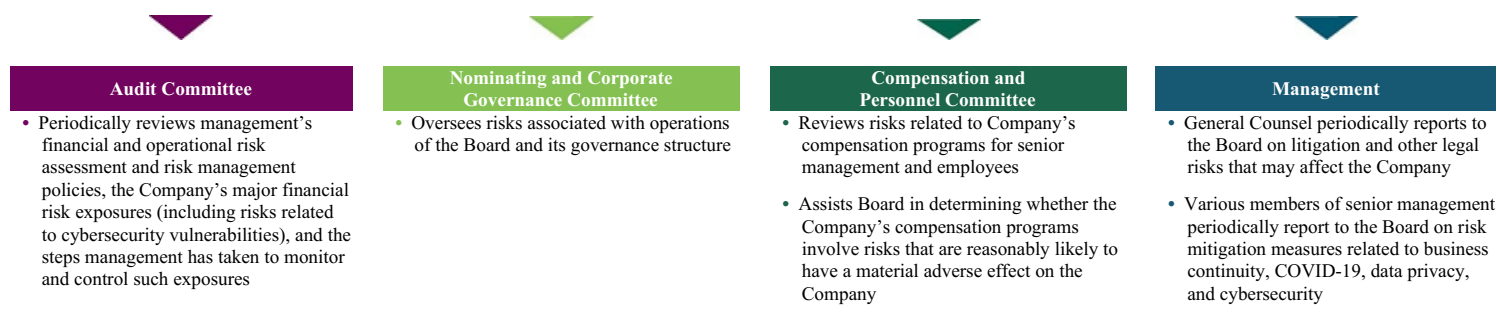 Audit Committee
• Periodically reviews management’s
financial and operational risk
assessment and risk management
policies, the Company’s major financial
risk exposures (including risks related
to cybersecurity vulnerabilities), and the
steps management has taken to monitor
and control such exposures
Nominating and Corporate
Governance Committee
• Oversees risks associated with operations
of the Board and its governance structure
Compensation and
Personnel Committee
• Reviews risks related to Company’s
compensation programs for senior
management and employees
• Assists Board in determining whether the
Company’s compensation programs
involve risks that are reasonably likely to
have a material adverse effect on the
Company
Management
• General Counsel periodically reports to
the Board on litigation and other legal
risks that may affect the Company
• Various members of senior management
periodically report to the Board on risk
mitigation measures related to business
continuity, COVID-19, data privacy,
and cybersecurity